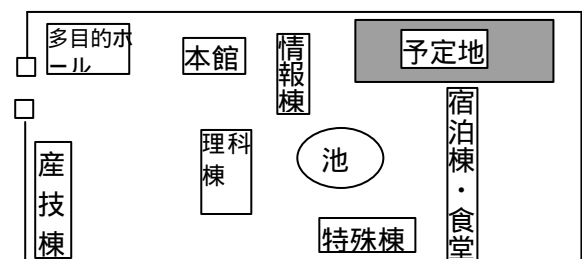 多目的ホ
ール
本館
情報棟
予定地
理科
棟
池
宿泊棟・食堂
産技棟
特殊棟